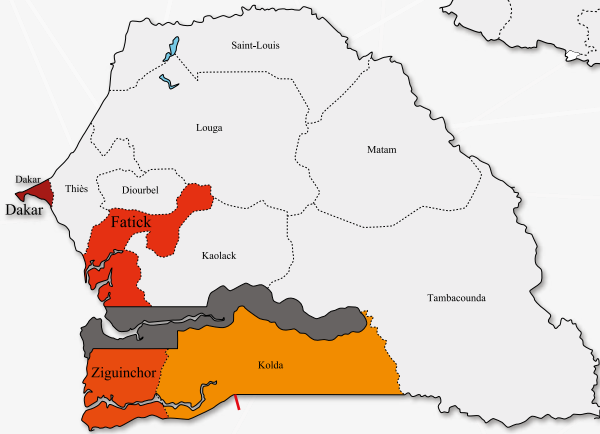 Saint-Louis
Louga
Matam
Dakar
Thiès
Diourbel
Dakar
Fatick
Kaolack
Tambacounda
Ziguinchor
Kolda